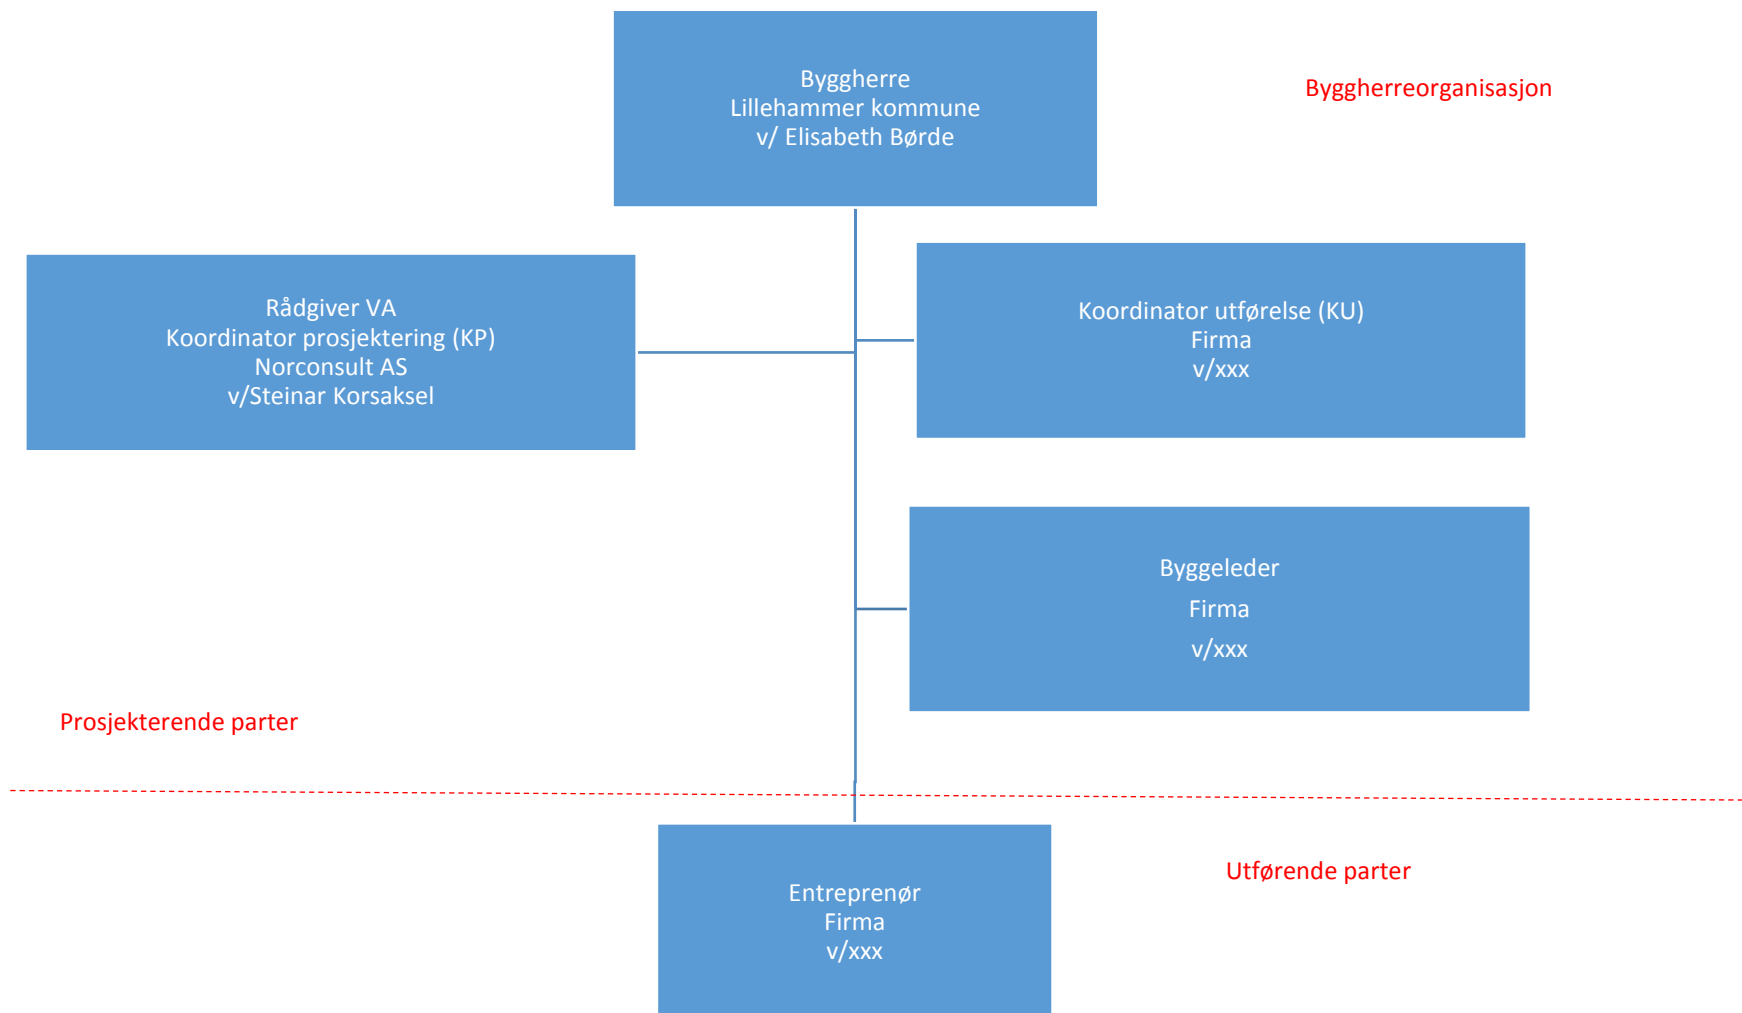 Byggherre
Lillehammer kommune
v/ Elisabeth Børde
Byggherreorganisasjon
Rådgiver VA
Koordinator prosjektering (KP)
Norconsult AS
v/Steinar Korsaksel
Koordinator utførelse (KU)
Firma
v/xxx
Byggeleder
Firma
v/xxx
Prosjekterende parter
Utførende parter
Entreprenør
Firma
v/xxx